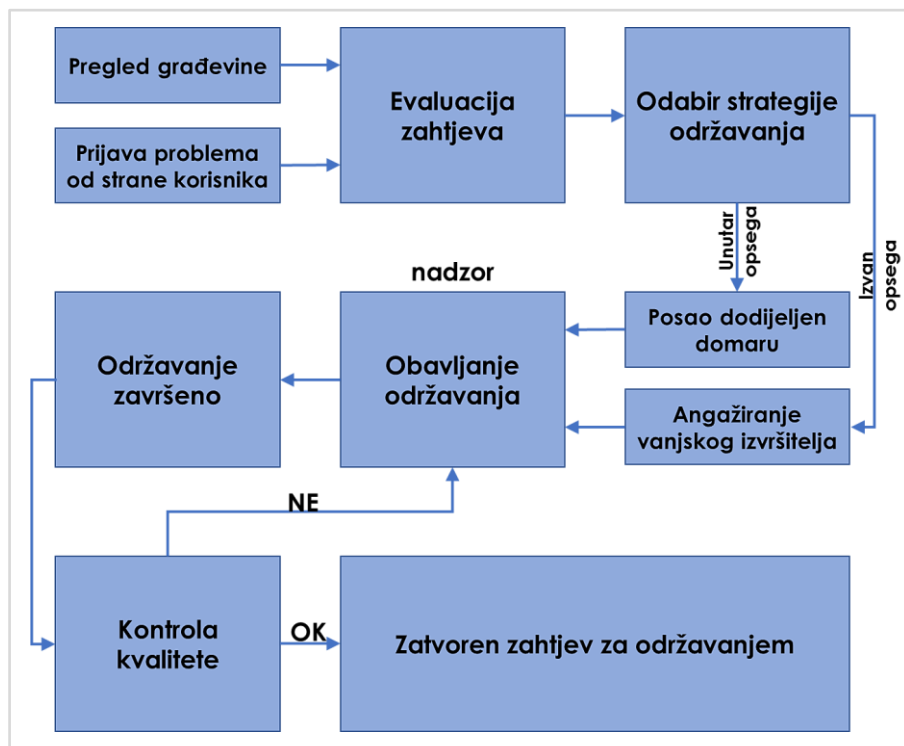 Pregled građevine
Evaluacija
zahtjeva
Odabir strategije
održavanja
Prijava problema
od strane korisnika
Unutar
opsega
Izvan
opsega
nadzor
Posao dodijeljen
domaru
Održavanje
završeno
Obavljanje
održavanja
Angažiranje
vanjskog izvršitelja
NE
Kontrola
kvalitete
OK
Zatvoren zahtjev za održavanjem